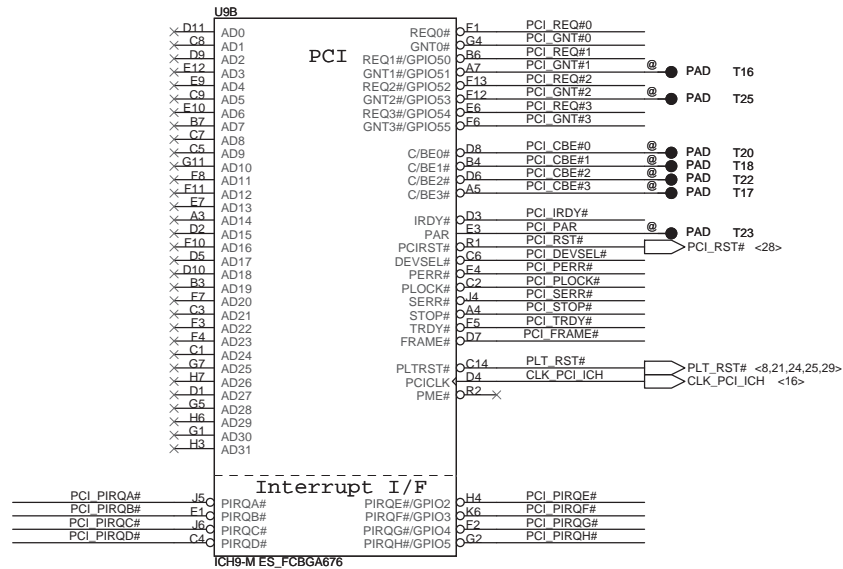 U9B
D11 AD0 REQ0# F1 PCI_REQ#0
C8 AD1 GNT0# G4 PCI_GNT#0
D9 AD2 PCI REQ1#/GPIO50 B6 PCI_REQ#1
E12 AD3 GNT1#/GPIO51 A7 PCI_GNT#1 @ PAD T16
E9 AD4 REQ2#/GPIO52 F13 PCI_REQ#2
C9 AD5 GNT2#/GPIO53 F12 PCI_GNT#2 @ PAD T25
E10 AD6 REQ3#/GPIO54 E6 PCI_REQ#3
B7 AD7 GNT3#/GPIO55 F6 PCI_GNT#3
C7 AD8
C5 AD9 C/BE0# D8 PCI_CBE#0 @ PAD T20
G11 AD10 C/BE1# B4 PCI_CBE#1 @ PAD T18
F8 AD11 C/BE2# D6 PCI_CBE#2 @ PAD T22
F11 AD12 C/BE3# A5 PCI_CBE#3 @ PAD T17
E7 AD13
A3 AD14 IRDY# D3 PCI_IRDY#
D2 AD15 PAR E3 PCI_PAR @ PAD T23
F10 AD16 PCIRST# R1 PCI_RST# PCI_RST# <28>
D5 AD17 DEVSEL# C6 PCI_DEVSEL#
D10 AD18 PERR# E4 PCI_PERR#
B3 AD19 PLOCK# C2 PCI_PLOCK#
F7 AD20 SERR# J4 PCI_SERR#
C3 AD21 STOP# A4 PCI_STOP#
F3 AD22 TRDY# F5 PCI_TRDY#
F4 AD23 FRAME# D7 PCI_FRAME#
C1 AD24
G7 AD25 PLTRST# C14 PLT_RST# PLT_RST# <8,21,24,25,29>
H7 AD26 PCICLK D4 CLK_PCI_ICH CLK_PCI_ICH <16>
D1 AD27 PME# R2
G5 AD28
H6 AD29
G1 AD30
H3 AD31
Interrupt I/F
PCI_PIRQA# J5 PIRQA# PIRQE#/GPIO2 H4 PCI_PIRQE#
PCI_PIRQB# E1 PIRQB# PIRQF#/GPIO3 K6 PCI_PIRQF#
PCI_PIRQC# J6 PIRQC# PIRQG#/GPIO4 F2 PCI_PIRQG#
PCI_PIRQD# C4 PIRQD# PIRQH#/GPIO5 G2 PCI_PIRQH#
ICH9-M ES_FCBGA676